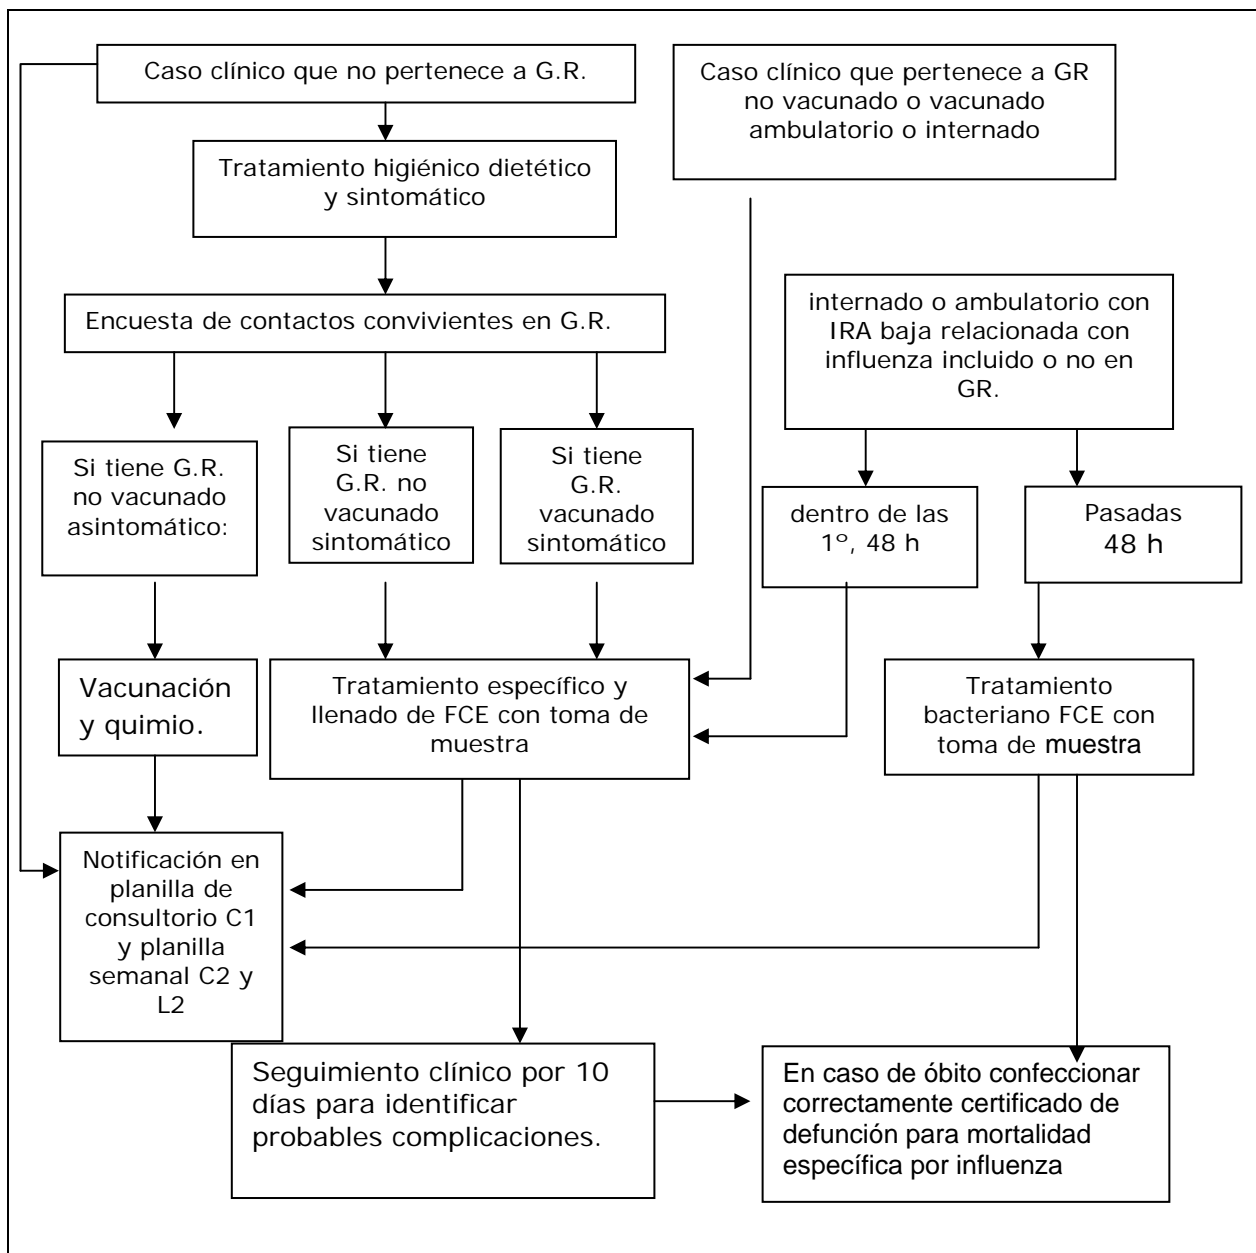 Caso clínico que no pertenece a G.R.
Caso clínico que pertenece a GR
no vacunado o vacunado
ambulatorio o internado
Tratamiento higiénico dietético
y sintomático
Encuesta de contactos convivientes en G.R.
internado o ambulatorio con
IRA baja relacionada con
influenza incluido o no en
GR.
Si tiene G.R.
no vacunado
asintomático:
Si tiene
G.R. no
vacunado
sintomático
Si tiene
G.R.
vacunado
sintomático
dentro de las
1º, 48 h
Pasadas
48 h
Vacunación
y quimio.
Tratamiento específico y
llenado de FCE con toma de
muestra
Tratamiento
bacteriano FCE con
toma de muestra
Notificación en
planilla de
consultorio C1
y planilla
semanal C2 y
L2
Seguimiento clínico por 10
días para identificar
probables complicaciones.
En caso de óbito confeccionar
correctamente certificado de
defunción para mortalidad
específica por influenza